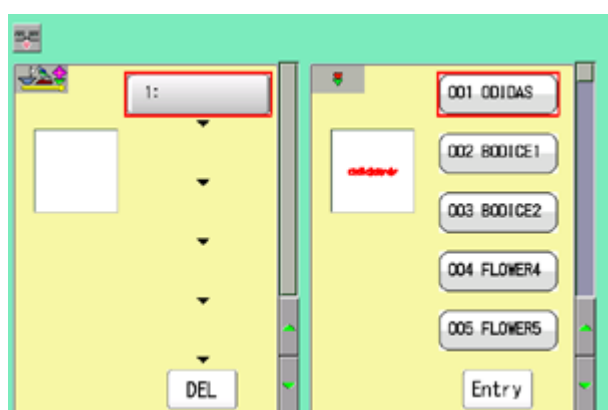 1:
DEL
001 ODIDAS
002 BODICE1
003 BODICE2
004 FLOWER4
005 FLOWER5
Entry